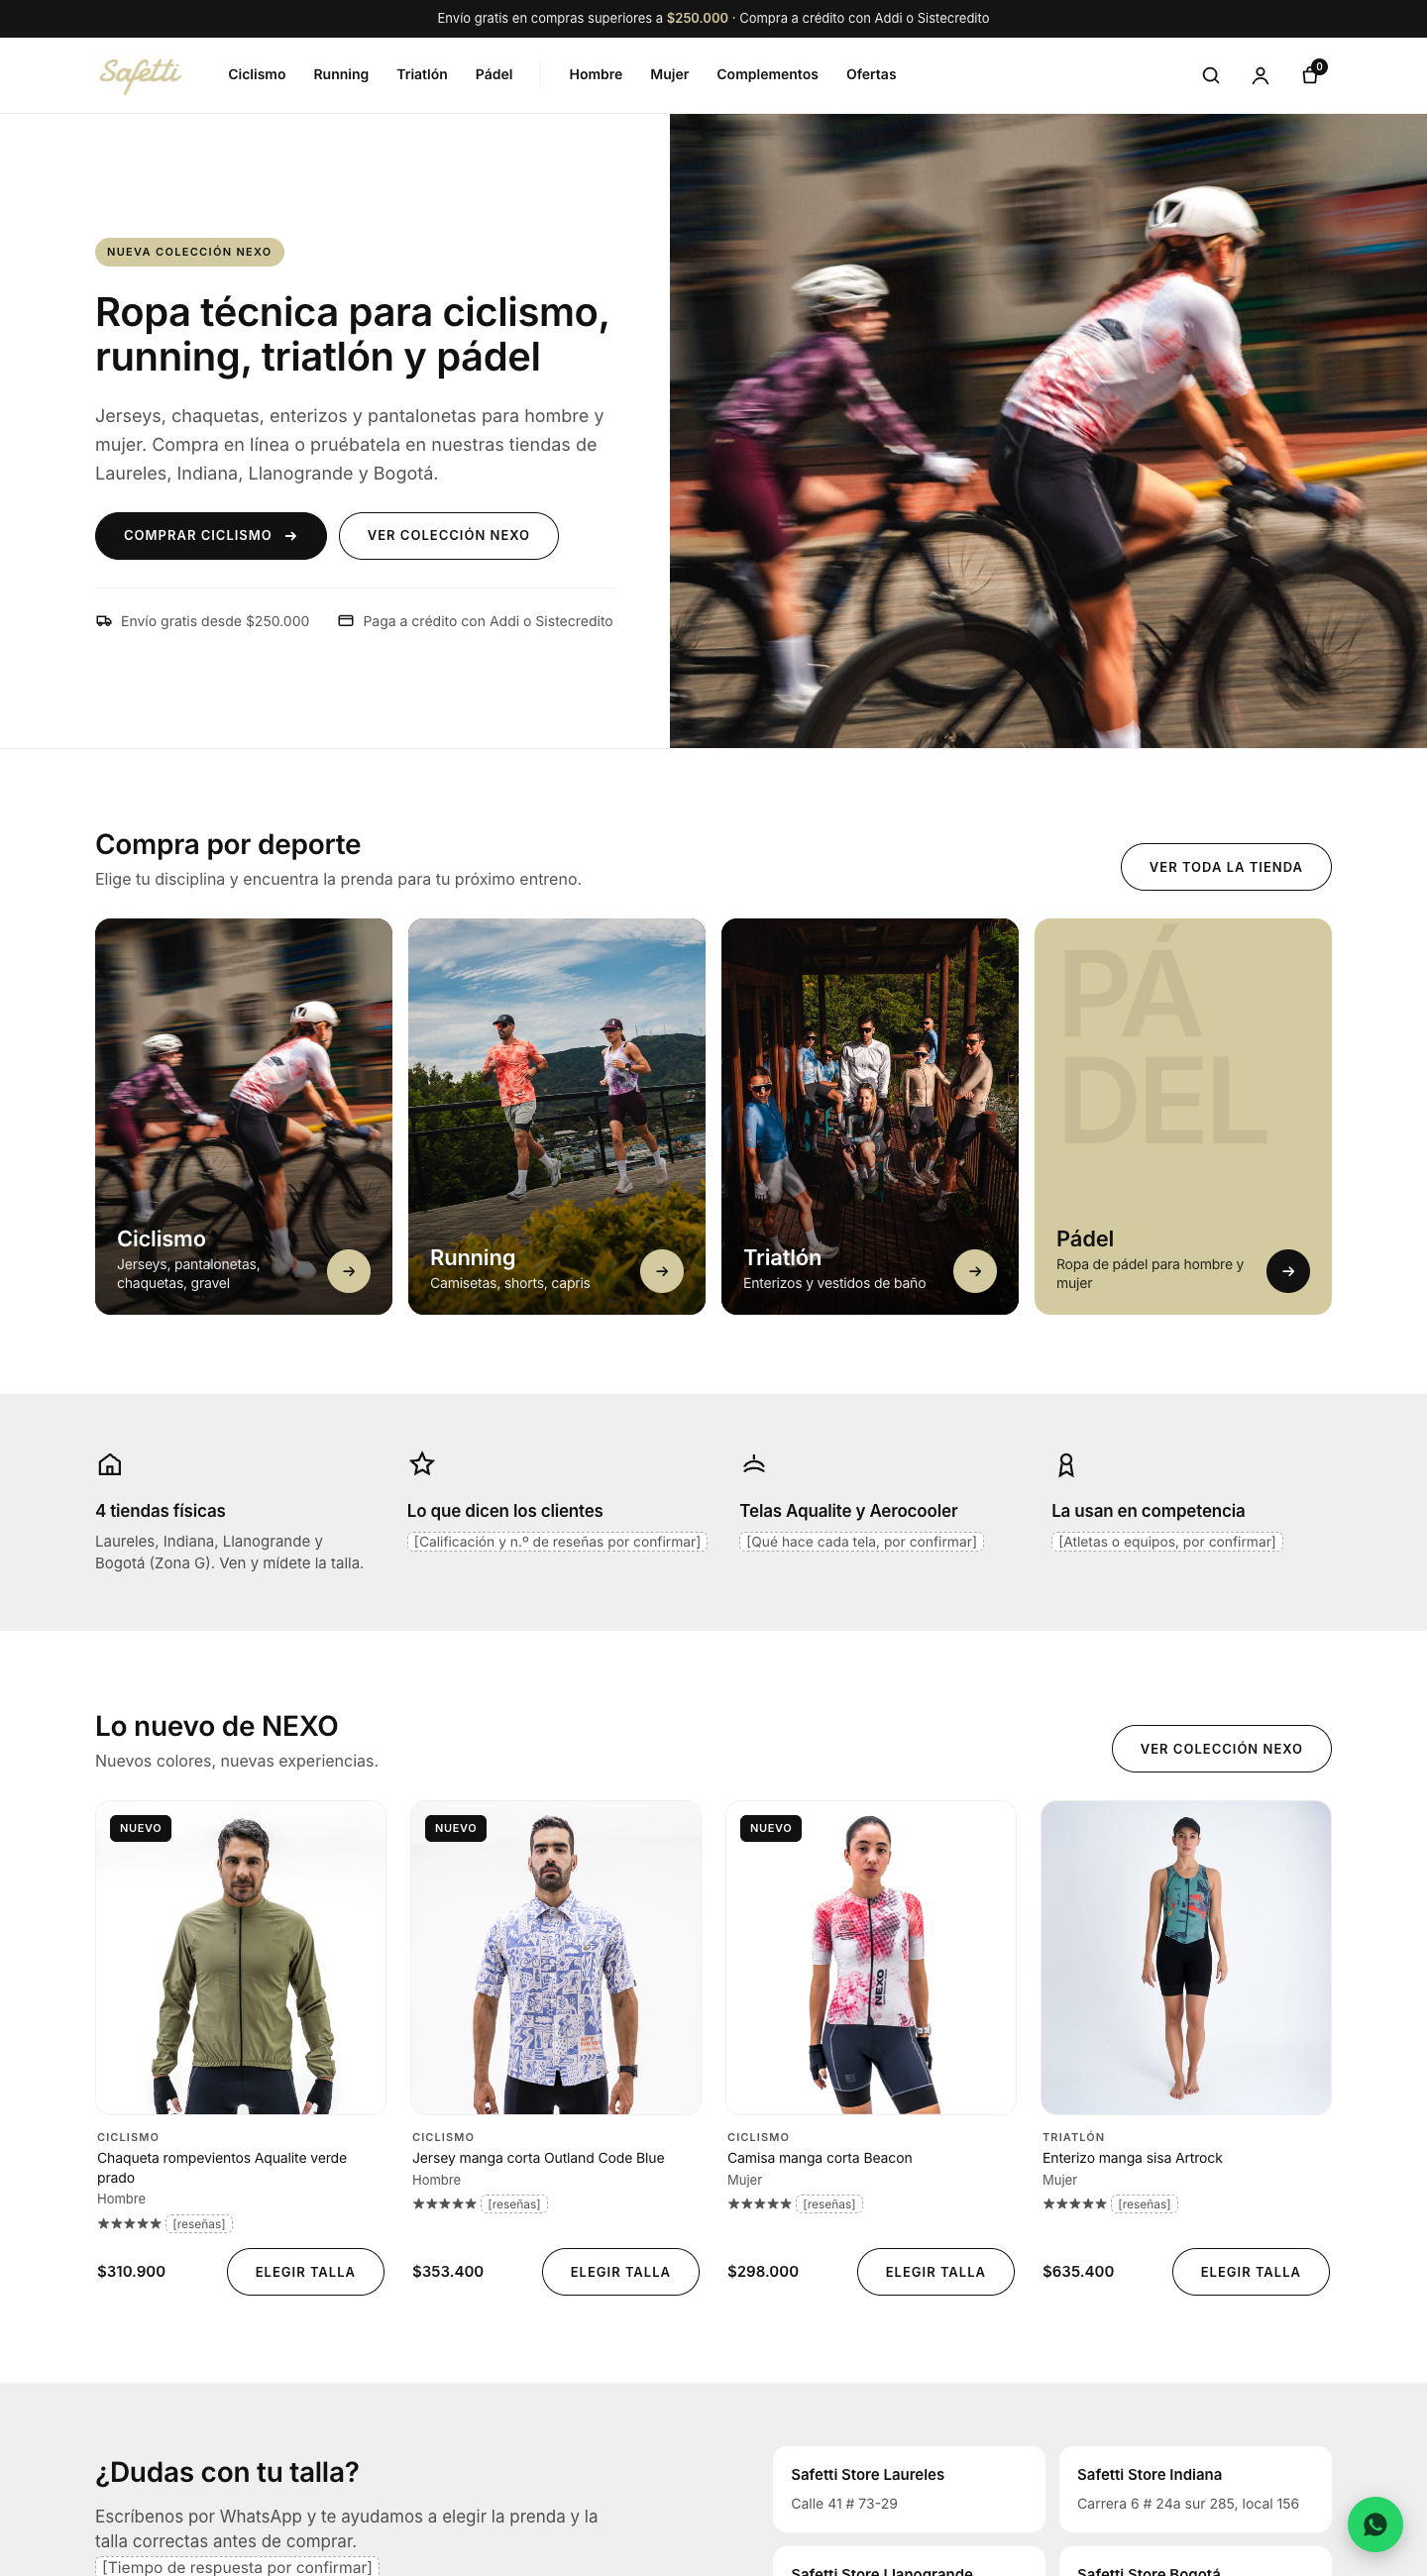 Envío gratis en compras superiores a $250.000 · Compra a crédito con Addi o Sistecredito
Safetti
Ciclismo Running Triatlón Pádel Hombre Mujer Complementos Ofertas
0
NUEVA COLECCIÓN NEXO
Ropa técnica para ciclismo,
running, triatlón y pádel
Jerseys, chaquetas, enterizos y pantalonetas para hombre y
mujer. Compra en línea o pruébatela en nuestras tiendas de
Laureles, Indiana, Llanogrande y Bogotá.
COMPRAR CICLISMO → VER COLECCIÓN NEXO
Envío gratis desde $250.000 Paga a crédito con Addi o Sistecredito
Compra por deporte
Elige tu disciplina y encuentra la prenda para tu próximo entreno.
VER TODA LA TIENDA
Ciclismo
Jerseys, pantalonetas,
chaquetas, gravel
Running
Camisetas, shorts, capris
Triatlón
Enterizos y vestidos de baño
PÁ
DEL
Pádel
Ropa de pádel para hombre y
mujer
4 tiendas físicas
Laureles, Indiana, Llanogrande y
Bogotá (Zona G). Ven y mídete la talla.
Lo que dicen los clientes
[Calificación y n.º de reseñas por confirmar]
Telas Aqualite y Aerocooler
[Qué hace cada tela, por confirmar]
La usan en competencia
[Atletas o equipos, por confirmar]
Lo nuevo de NEXO
Nuevos colores, nuevas experiencias.
VER COLECCIÓN NEXO
NUEVO
CICLISMO
Chaqueta rompevientos Aqualite verde
prado
Hombre
★★★★★ [reseñas]
$310.900 ELEGIR TALLA
NUEVO
CICLISMO
Jersey manga corta Outland Code Blue
Hombre
★★★★★ [reseñas]
$353.400 ELEGIR TALLA
NUEVO
NEXO
CICLISMO
Camisa manga corta Beacon
Mujer
★★★★★ [reseñas]
$298.000 ELEGIR TALLA
TRIATLÓN
Enterizo manga sisa Artrock
Mujer
★★★★★ [reseñas]
$635.400 ELEGIR TALLA
¿Dudas con tu talla?
Escríbenos por WhatsApp y te ayudamos a elegir la prenda y la
talla correctas antes de comprar.
[Tiempo de respuesta por confirmar]
Safetti Store Laureles
Calle 41 # 73-29
Safetti Store Indiana
Carrera 6 # 24a sur 285, local 156
Safetti Store Llanogrande
Safetti Store Bogotá